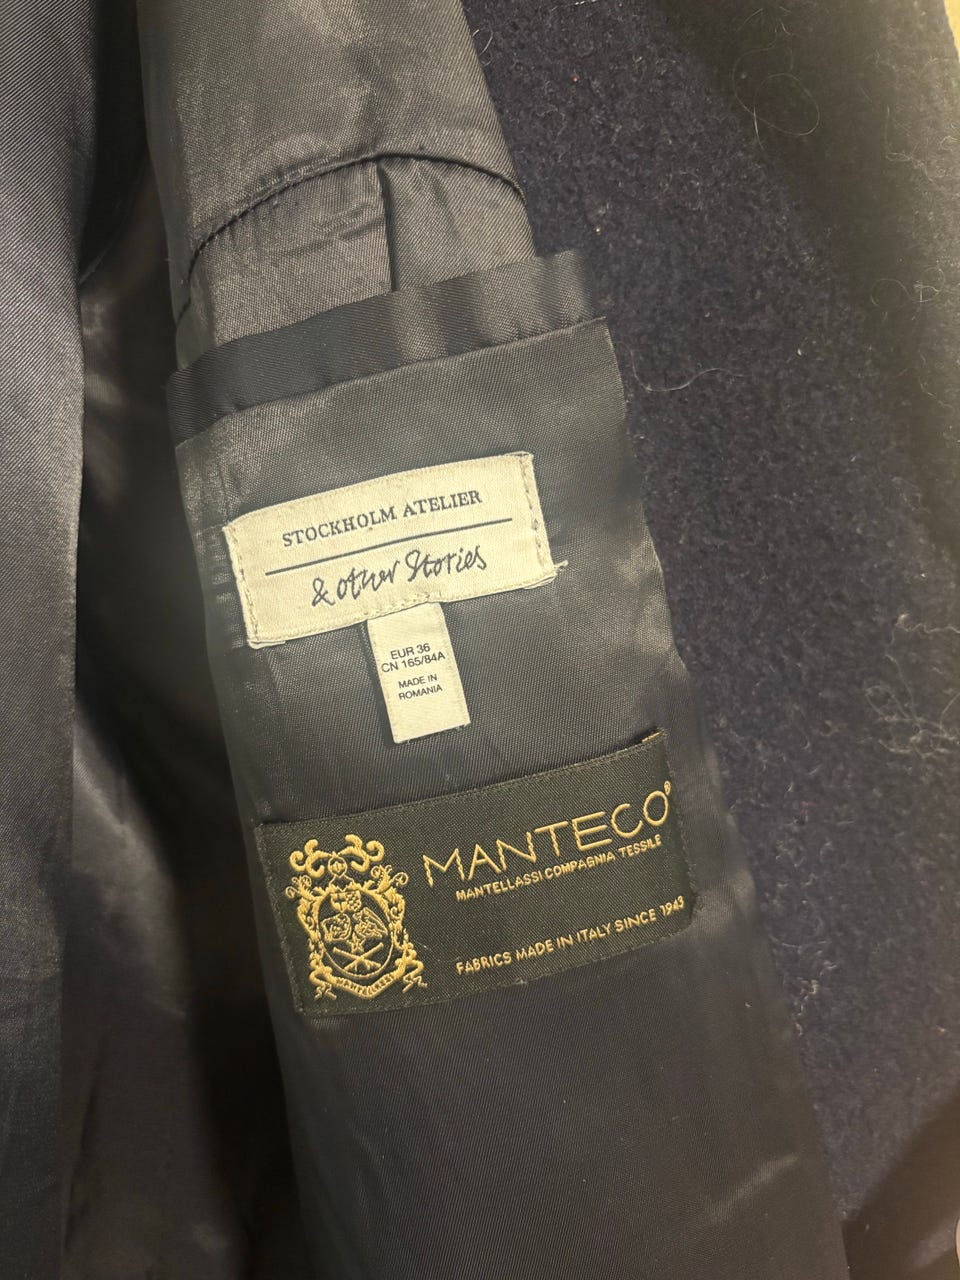 STOCKHOLM ATELIER
& other Stories
EUR 36
CN 165/84A
MADE IN
ROMANIA
MANTECO®
MANTELLASSI COMPAGNIA TESSILE
FABRICS MADE IN ITALY SINCE 1943
MANTELLASSI